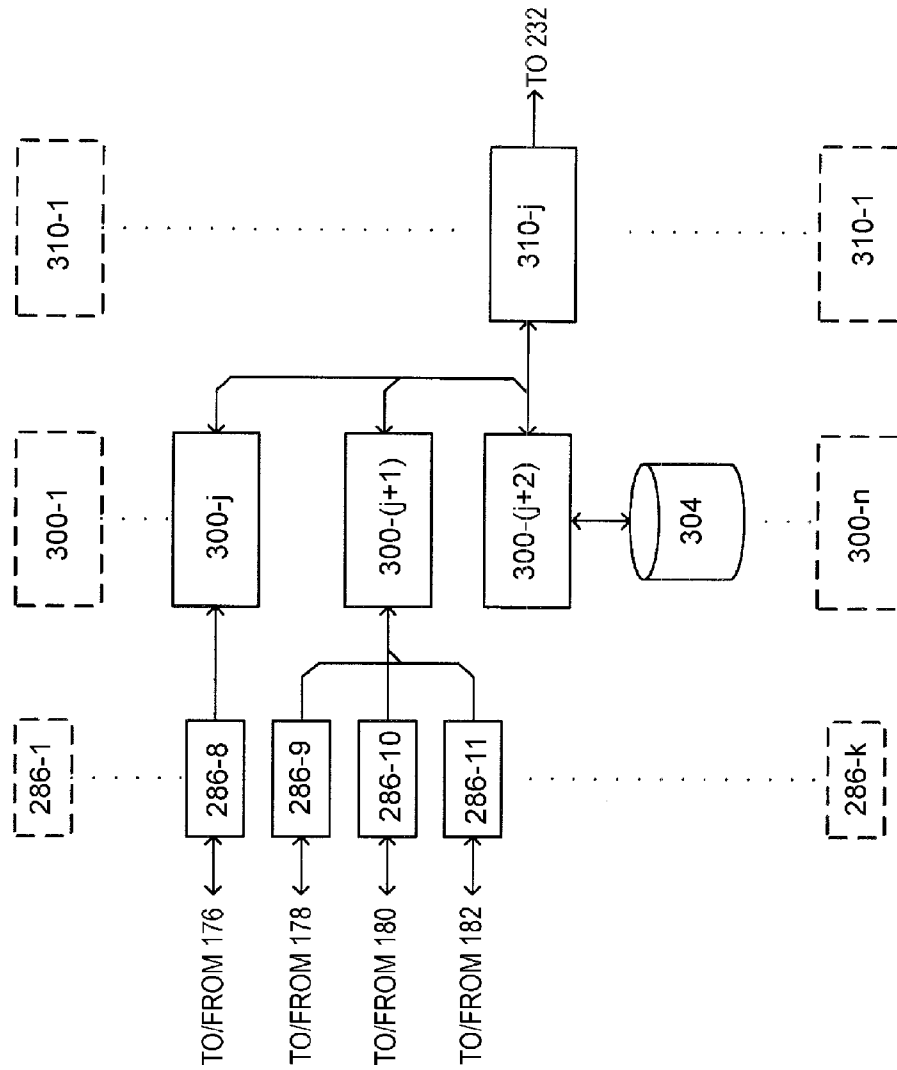 286-1
300-1
310-1
TO/FROM 176
286-8
300-j
TO/FROM 178
286-9
TO/FROM 180
286-10
300-(j+1)
TO/FROM 182
286-11
300-(j+2)
310-j
TO 232
304
286-k
300-n
310-1